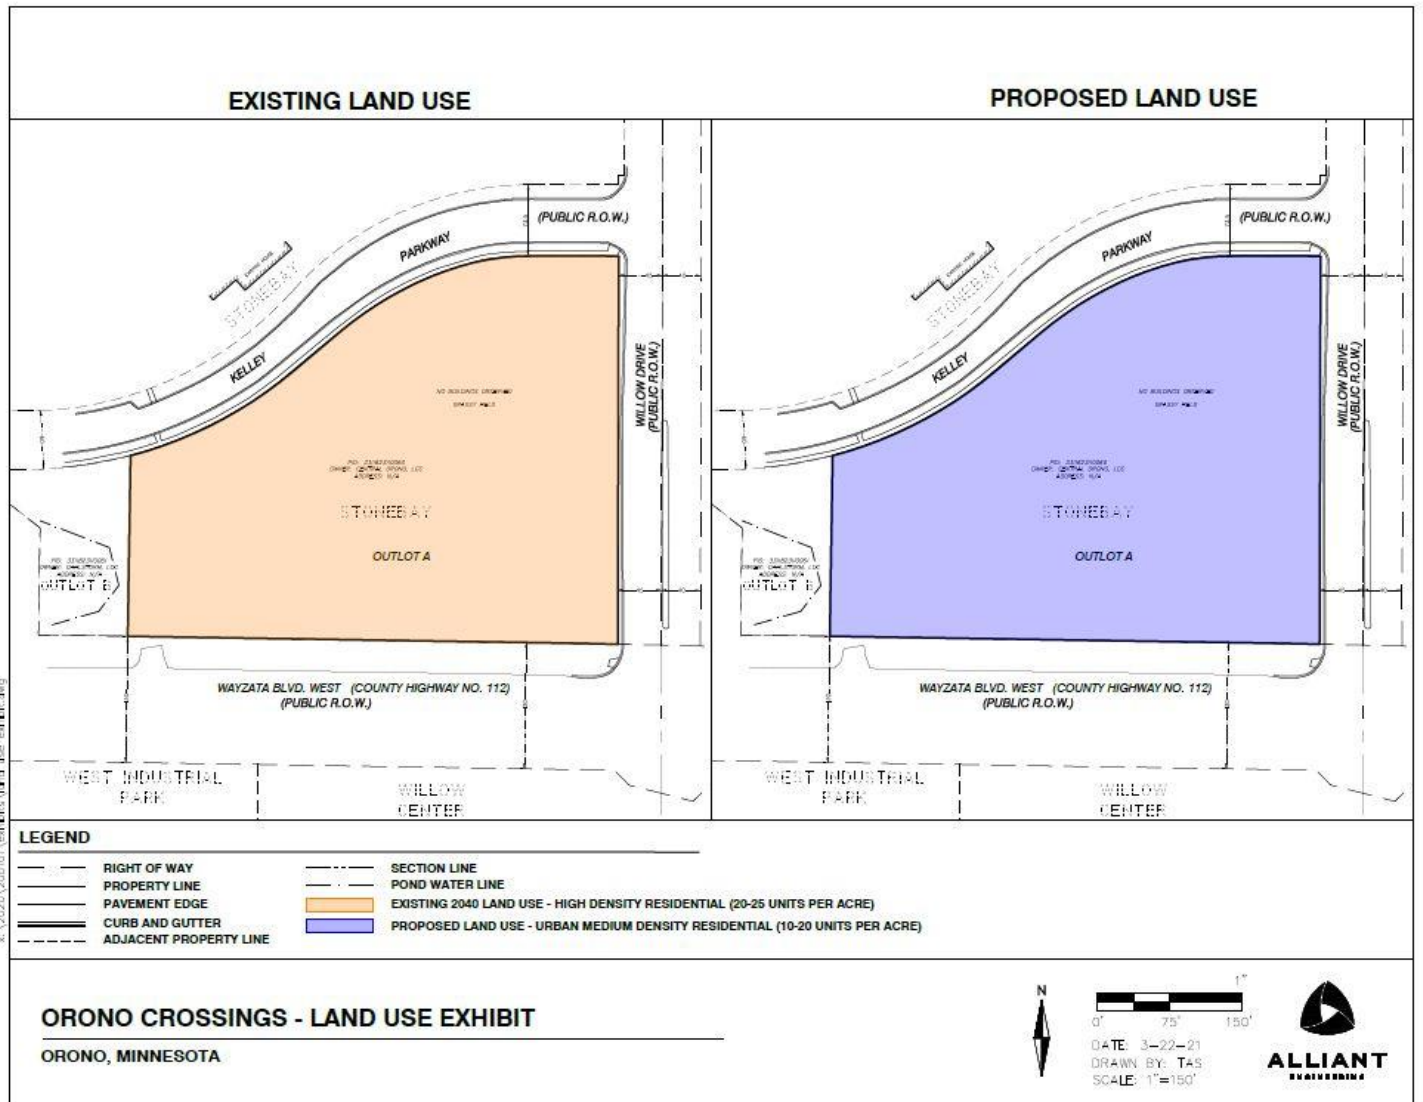 EXISTING LAND USE
PROPOSED LAND USE
(PUBLIC R.O.W.)
PARKWAY
STONEBAY
KELLEY
WILLOW DRIVE
(PUBLIC R.O.W.)
STONEBAY
OUTLOT A
OUTLOT B
WAYZATA BLVD. WEST (COUNTY HIGHWAY NO. 112)
(PUBLIC R.O.W.)
WEST INDUSTRIAL
PARK
WILLOW
CENTER
(PUBLIC R.O.W.)
PARKWAY
STONEBAY
KELLEY
WILLOW DRIVE
(PUBLIC R.O.W.)
STONEBAY
OUTLOT A
OUTLOT B
WAYZATA BLVD. WEST (COUNTY HIGHWAY NO. 112)
(PUBLIC R.O.W.)
WEST INDUSTRIAL
PARK
WILLOW
CENTER
LEGEND
RIGHT OF WAY
PROPERTY LINE
PAVEMENT EDGE
CURB AND GUTTER
ADJACENT PROPERTY LINE
SECTION LINE
POND WATER LINE
EXISTING 2040 LAND USE - HIGH DENSITY RESIDENTIAL (20-25 UNITS PER ACRE)
PROPOSED LAND USE - URBAN MEDIUM DENSITY RESIDENTIAL (10-20 UNITS PER ACRE)
ORONO CROSSINGS - LAND USE EXHIBIT
ORONO, MINNESOTA
N
1"
0' 75' 150'
DATE: 3-22-21
DRAWN BY: TAS
SCALE: 1"=150'
ALLIANT
ENGINEERING